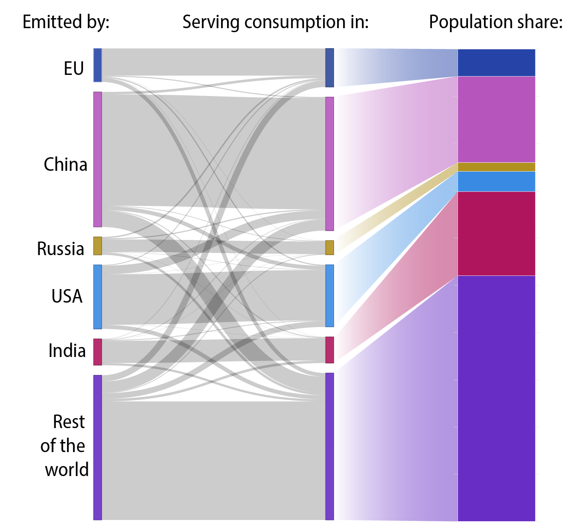 Emitted by: Serving consumption in: Population share:
EU
China
Russia
USA
India
Rest
of the
world